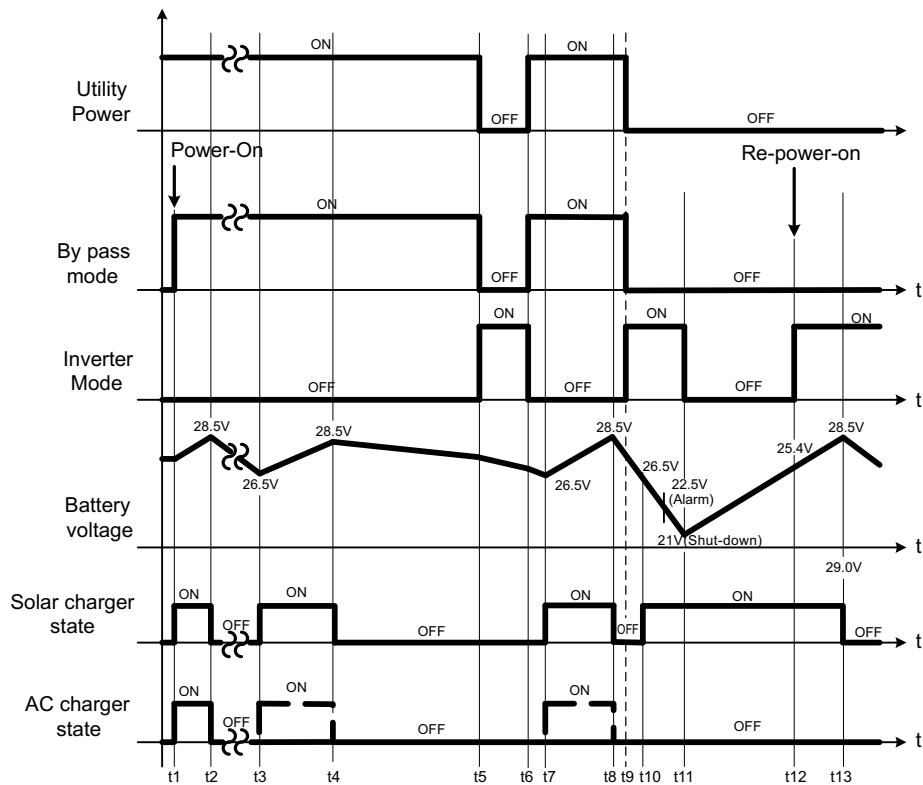 ON
ON
Utility
Power
OFF
OFF
Power-On
Re-power-on
ON
ON
By pass
mode
OFF
OFF
t
ON
ON
ON
Inverter
Mode
OFF
OFF
OFF
t
28.5V
28.5V
28.5V
28.5V
25.4V
26.5V
26.5V
26.5V
22.5V
(Alarm)
Battery
voltage
21V(Shut-down)
t
29.0V
Solar charger
state
ON
ON
ON
ON
OFF
OFF
OFF
OFF
t
AC charger
state
ON
ON
ON
OFF
OFF
OFF
t
t1 t2 t3 t4 t5 t6 t7 t8 t9 t10 t11 t12 t13